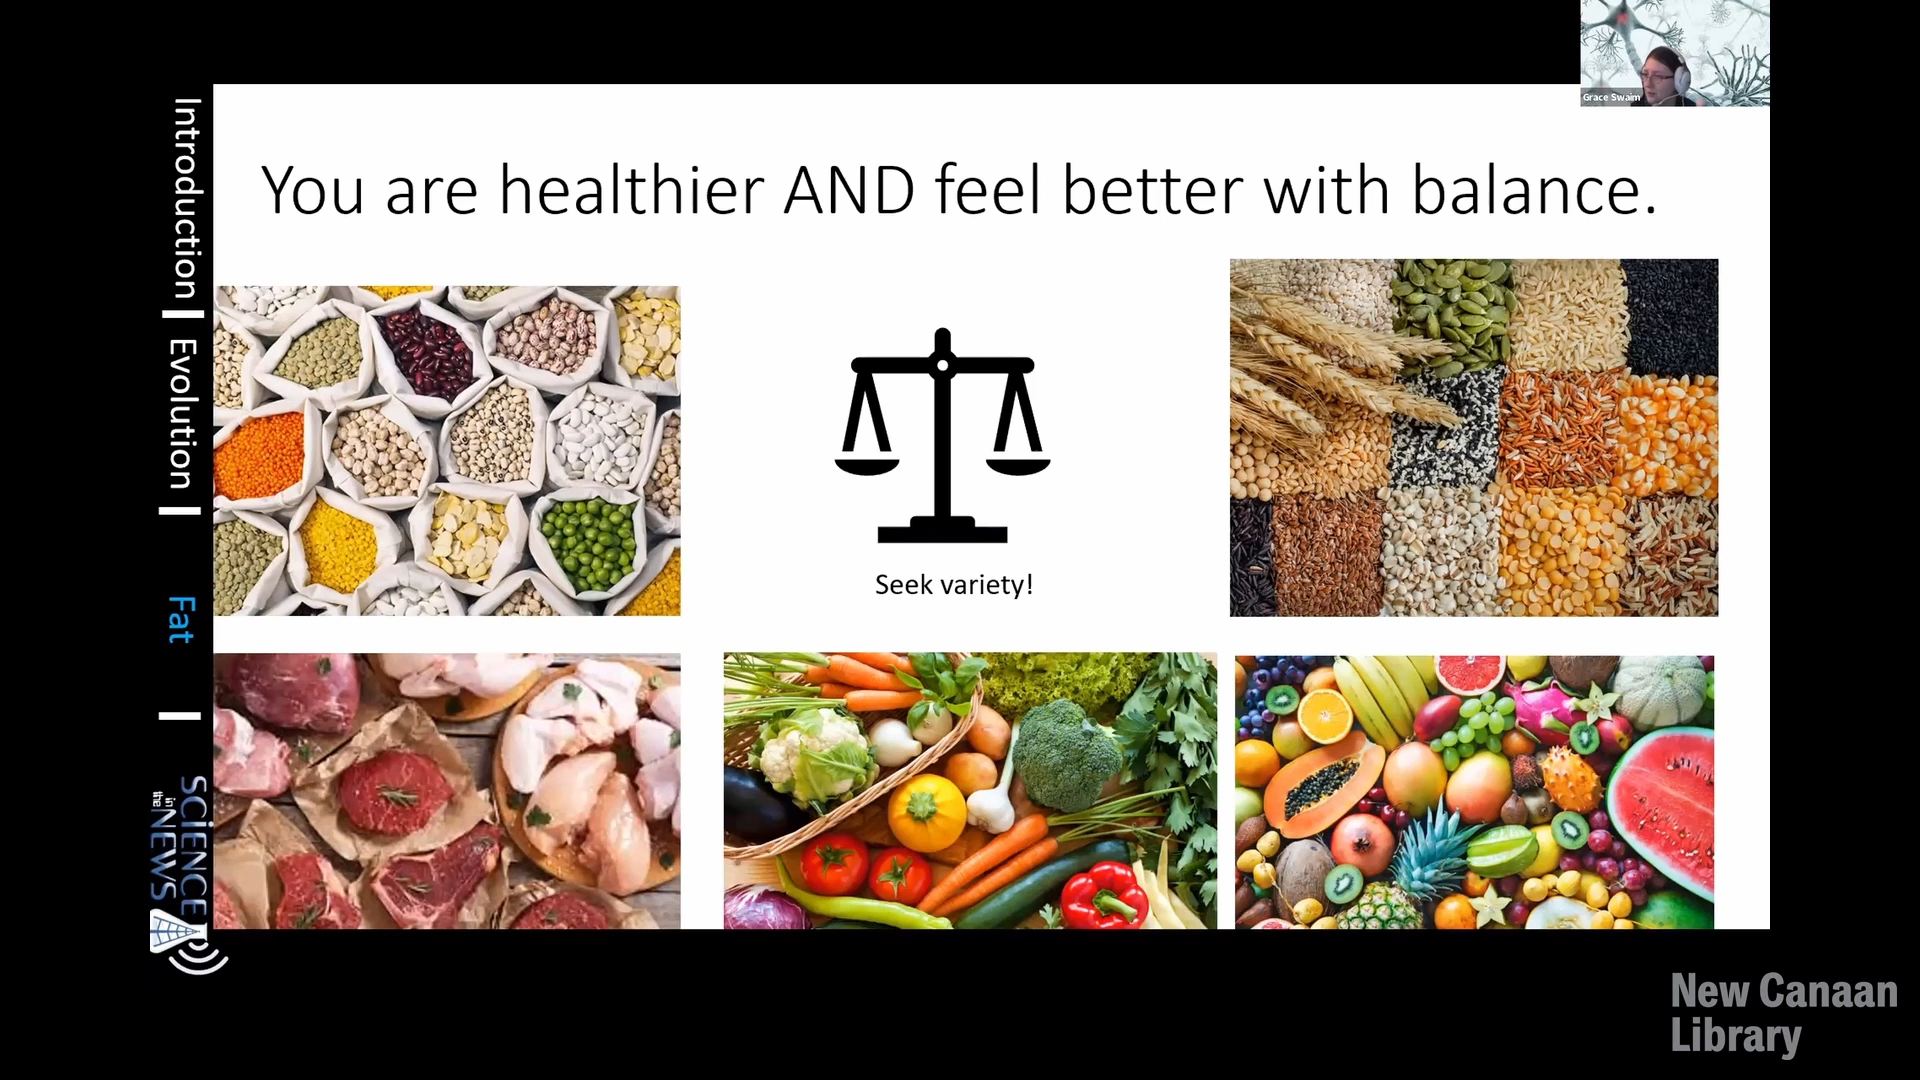 Grace Swaim
You are healthier AND feel better with balance.
Seek variety!
Introduction
Evolution
Fat
SCIENCE
in
the
NEWS
New Canaan
Library